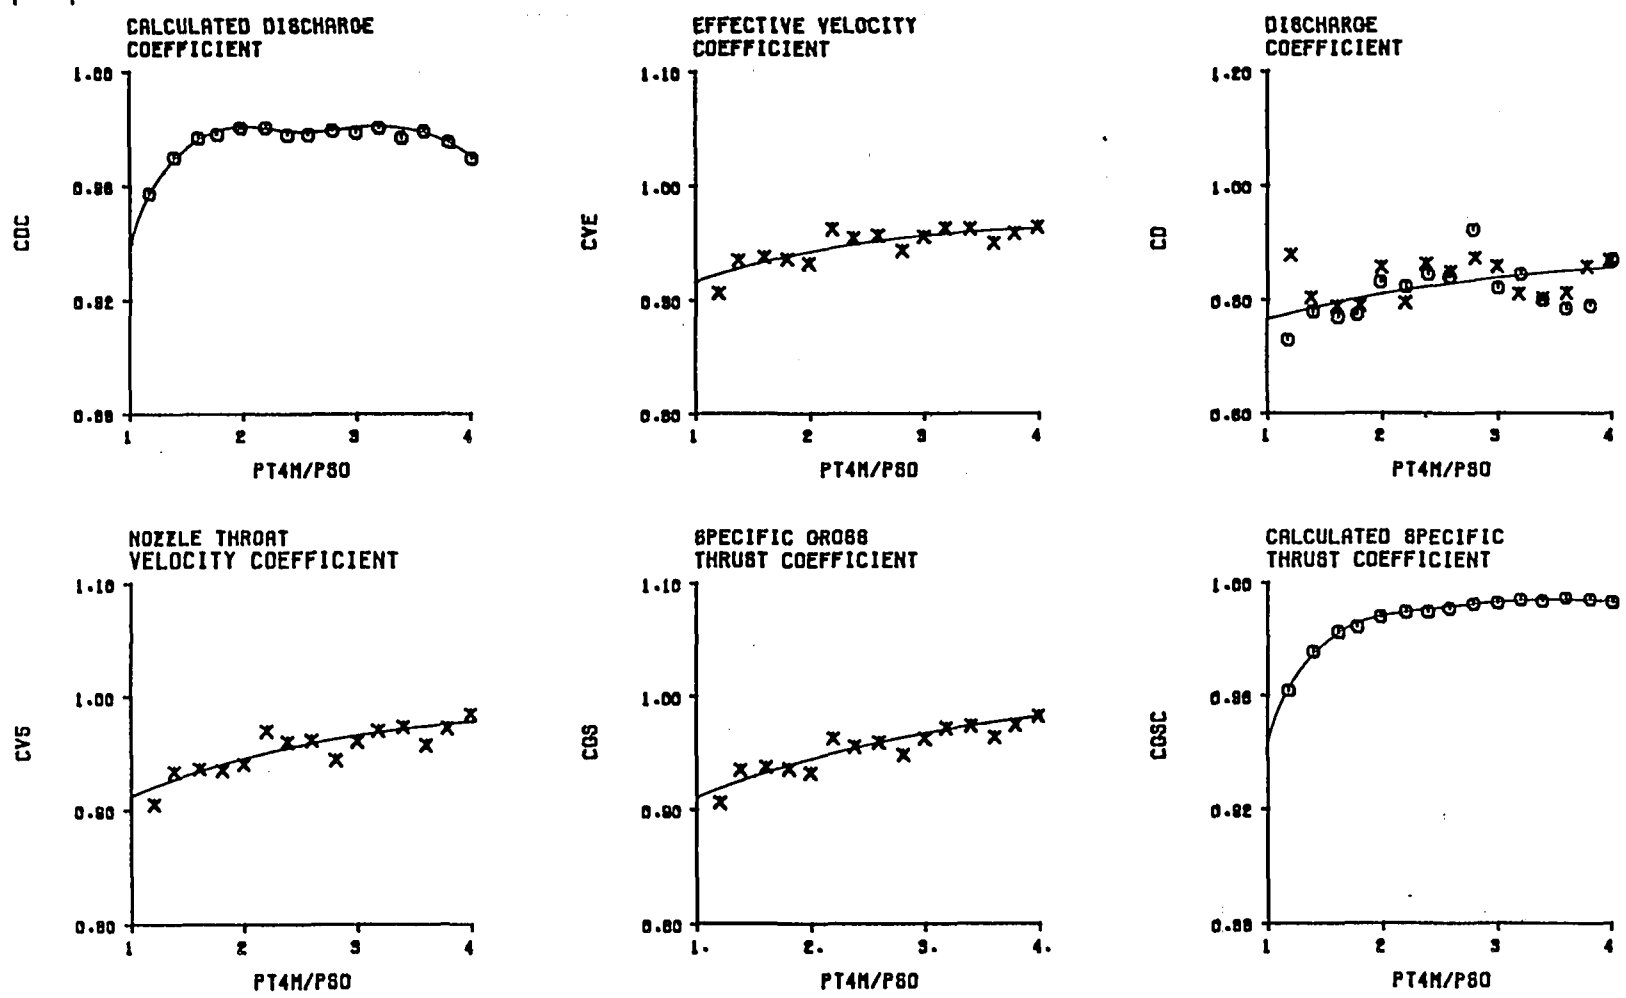 CALCULATED DISCHARGE
COEFFICIENT
1.00
0.96
0.92
0.88
CDC
1 2 3 4
PT4M/PS0
EFFECTIVE VELOCITY
COEFFICIENT
1.10
1.00
0.90
0.80
CVE
1 2 3 4
PT4M/PS0
DISCHARGE
COEFFICIENT
1.20
1.00
0.80
0.60
CD
1 2 3 4
PT4M/PS0
NOZZLE THROAT
VELOCITY COEFFICIENT
1.10
1.00
0.90
0.80
CV5
1 2 3 4
PT4M/PS0
SPECIFIC GROSS
THRUST COEFFICIENT
1.10
1.00
0.90
0.80
CGS
1. 2. 3. 4.
PT4M/PS0
CALCULATED SPECIFIC
THRUST COEFFICIENT
1.00
0.96
0.92
0.88
CGSC
1 2 3 4
PT4M/PS0